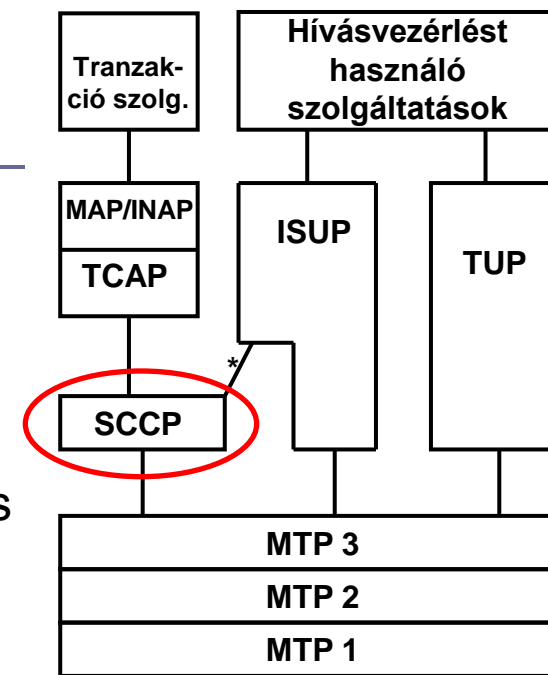 Tranzak-
ció szolg.
Hívásvezérlést
használó
szolgáltatások
MAP/INAP
TCAP
ISUP
TUP
*
SCCP
s
MTP 3
MTP 2
MTP 1